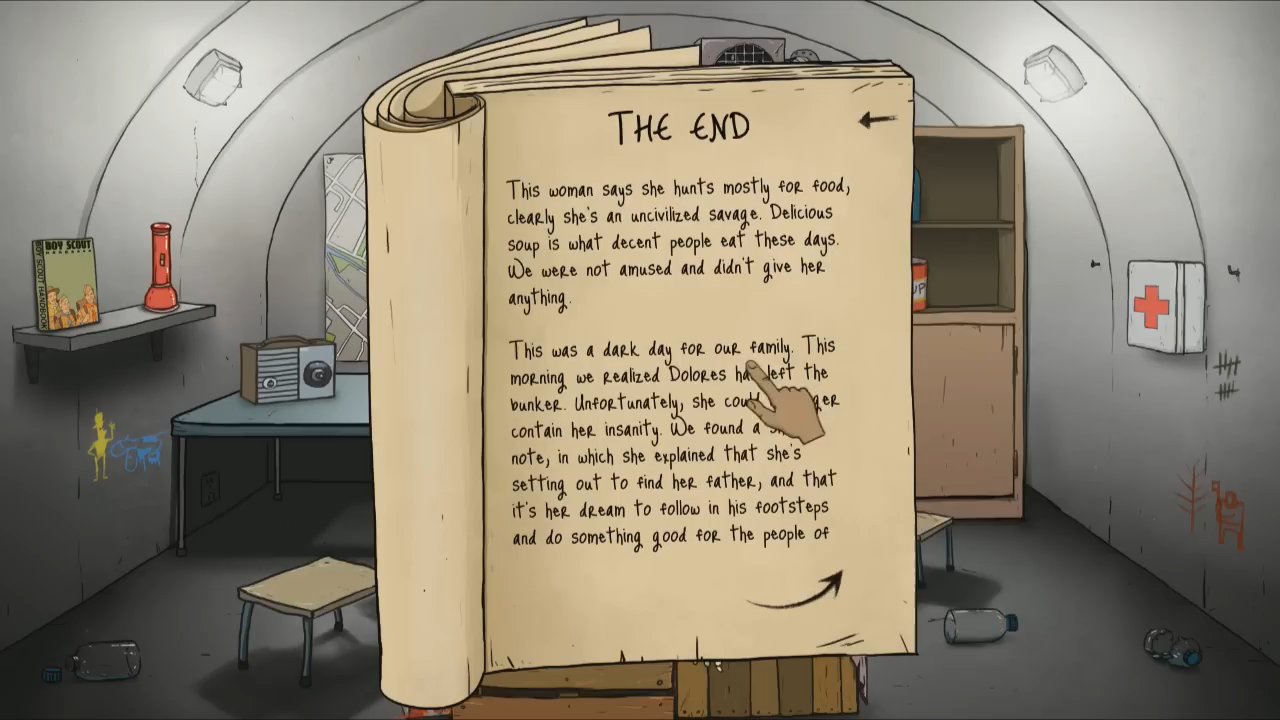 THE END
This woman says she hunts mostly for food,
clearly she's an uncivilized savage. Delicious
soup is what decent people eat these days.
We were not amused and didn't give her
anything.
This was a dark day for our family. This
morning we realized Dolores left the
bunker. Unfortunately, she
contain her insanity. We found a
note, in which she explained that she's
setting out to find her father, and that
it's her dream to follow in his footsteps
and do something good for the people of
BOY SCOUT
BOY SCOUT HANDBOOK